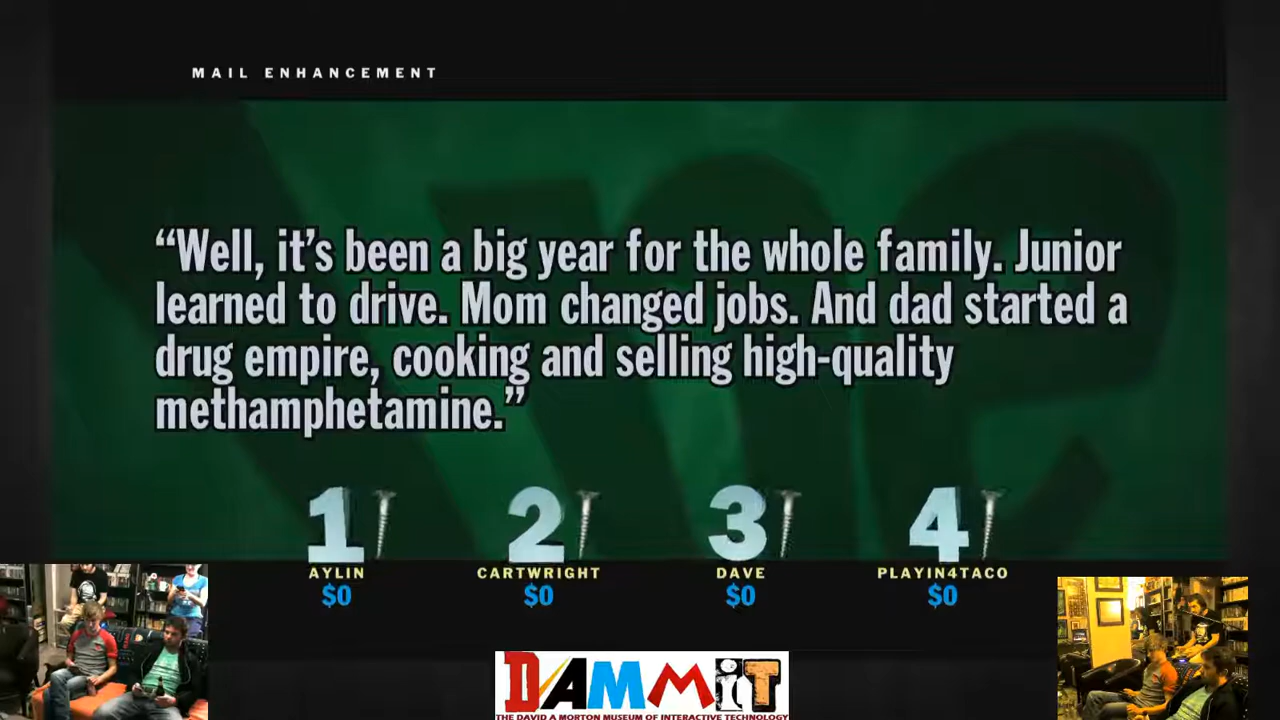 MAIL ENHANCEMENT
“Well, it’s been a big year for the whole family. Junior
learned to drive. Mom changed jobs. And dad started a
drug empire, cooking and selling high-quality
methamphetamine.”
1 2 3 4
AYLIN CARTWRIGHT DAVE PLAYIN4TACO
$0 $0 $0 $0
DAMMiT
THE DAVID A MORTON MUSEUM OF INTERACTIVE TECHNOLOGY